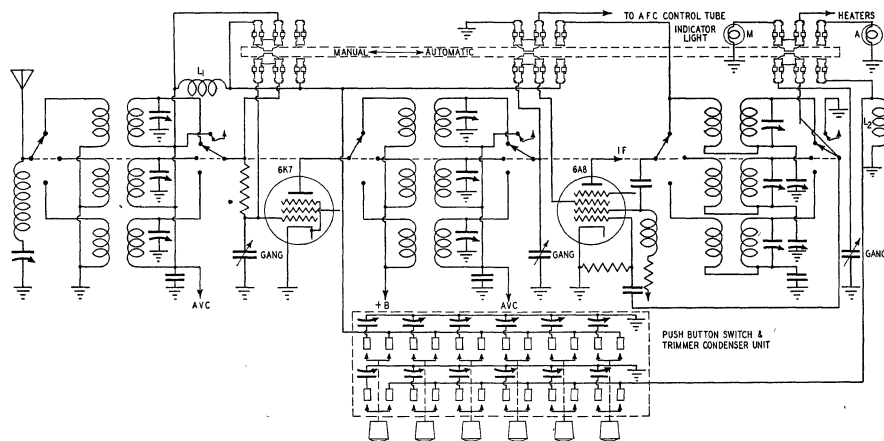 TO AFC CONTROL TUBE
INDICATOR
LIGHT
M
HEATERS
A
MANUAL
AUTOMATIC
L1
L2
6K7
6A8
IF
GANG
GANG
GANG
AVC
+B
AVC
PUSH BUTTON SWITCH &
TRIMMER CONDENSER UNIT